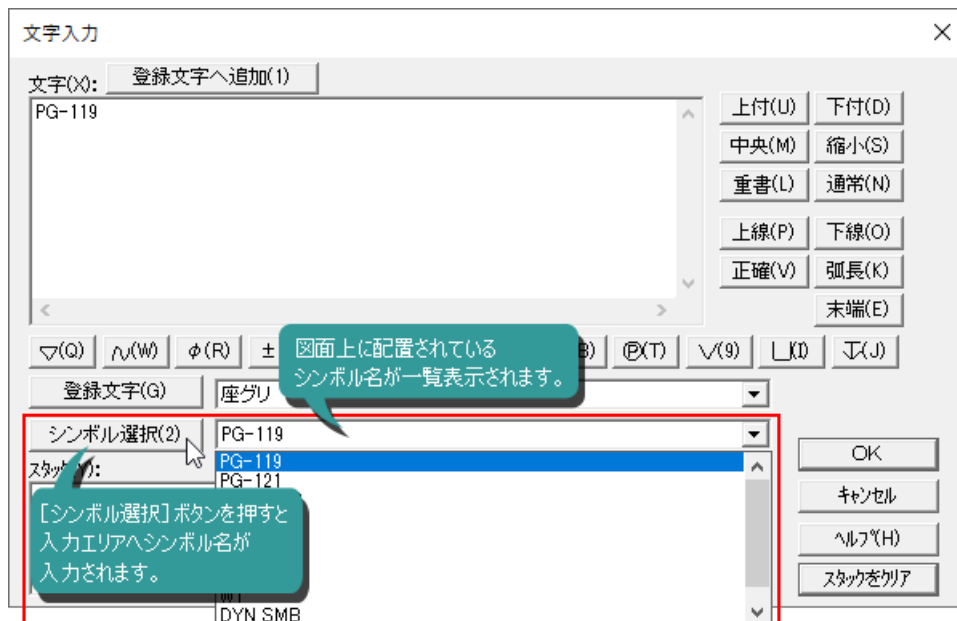 文字入力
文字(X): 登録文字へ追加(1)
PG-119
上付(U) 下付(D)
中央(M) 縮小(S)
重書(L) 通常(N)
上線(P) 下線(O)
正確(V) 弧長(K)
末端(E)
▽(Q) (W) φ(R) ± 図面上に配置されている
シンボル名が一覧表示されます。
Ⓟ(T) √(9) (I) (J)
登録文字(G) 座グリ
シンボル選択(2) PG-119
PG-119
PG-121
OK
キャンセル
ヘルプ(H)
スタックをクリア
[シンボル選択]ボタンを押すと
入力エリアへシンボル名が
入力されます。
DYN SMB